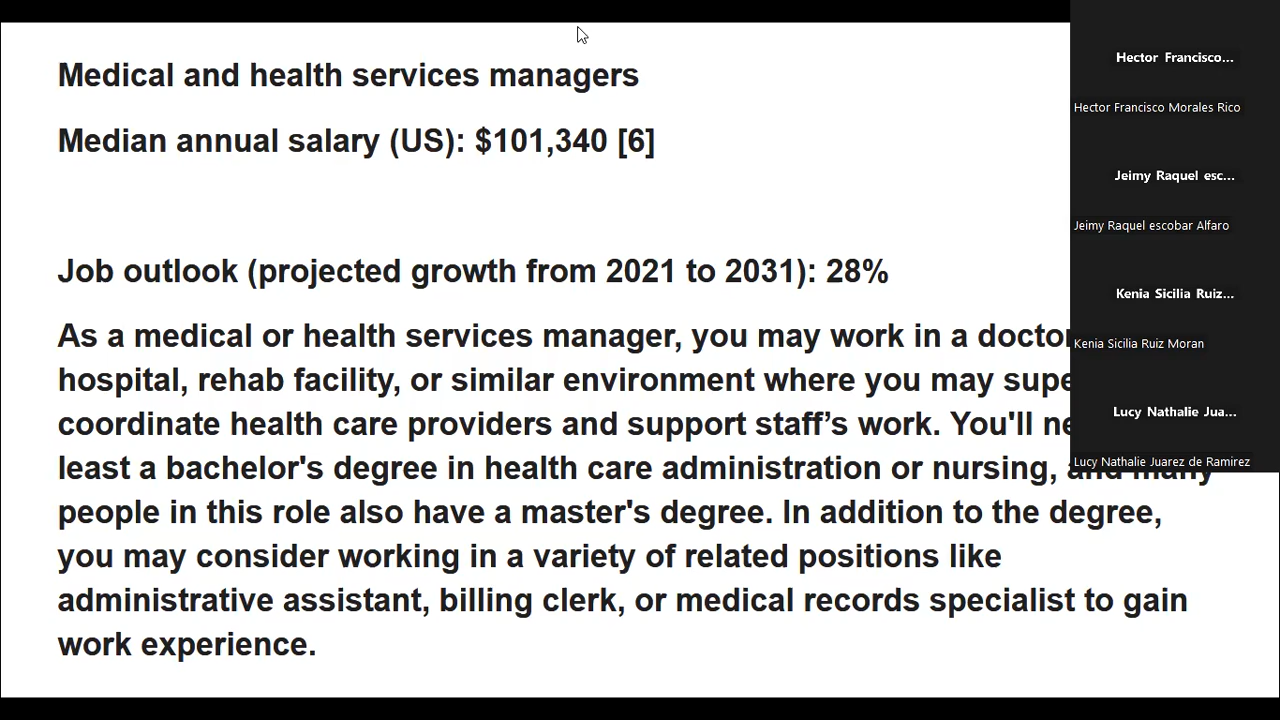 Medical and health services managers
Median annual salary (US): $101,340 [6]
Job outlook (projected growth from 2021 to 2031): 28%
As a medical or health services manager, you may work in a
hospital, rehab facility, or similar environment where you may
coordinate health care providers and support staff’s work. You'll
least a bachelor's degree in health care administration or nursing, and many
people in this role also have a master's degree. In addition to the degree,
you may consider working in a variety of related positions like
administrative assistant, billing clerk, or medical records specialist to gain
work experience.
Hector Francisco...
Hector Francisco Morales Rico
Jeimy Raquel esc...
Jeimy Raquel escobar Alfaro
Kenia Sicilia Ruiz...
Kenia Sicilia Ruiz Moran
Lucy Nathalie Jua...
Lucy Nathalie Juarez de Ramirez